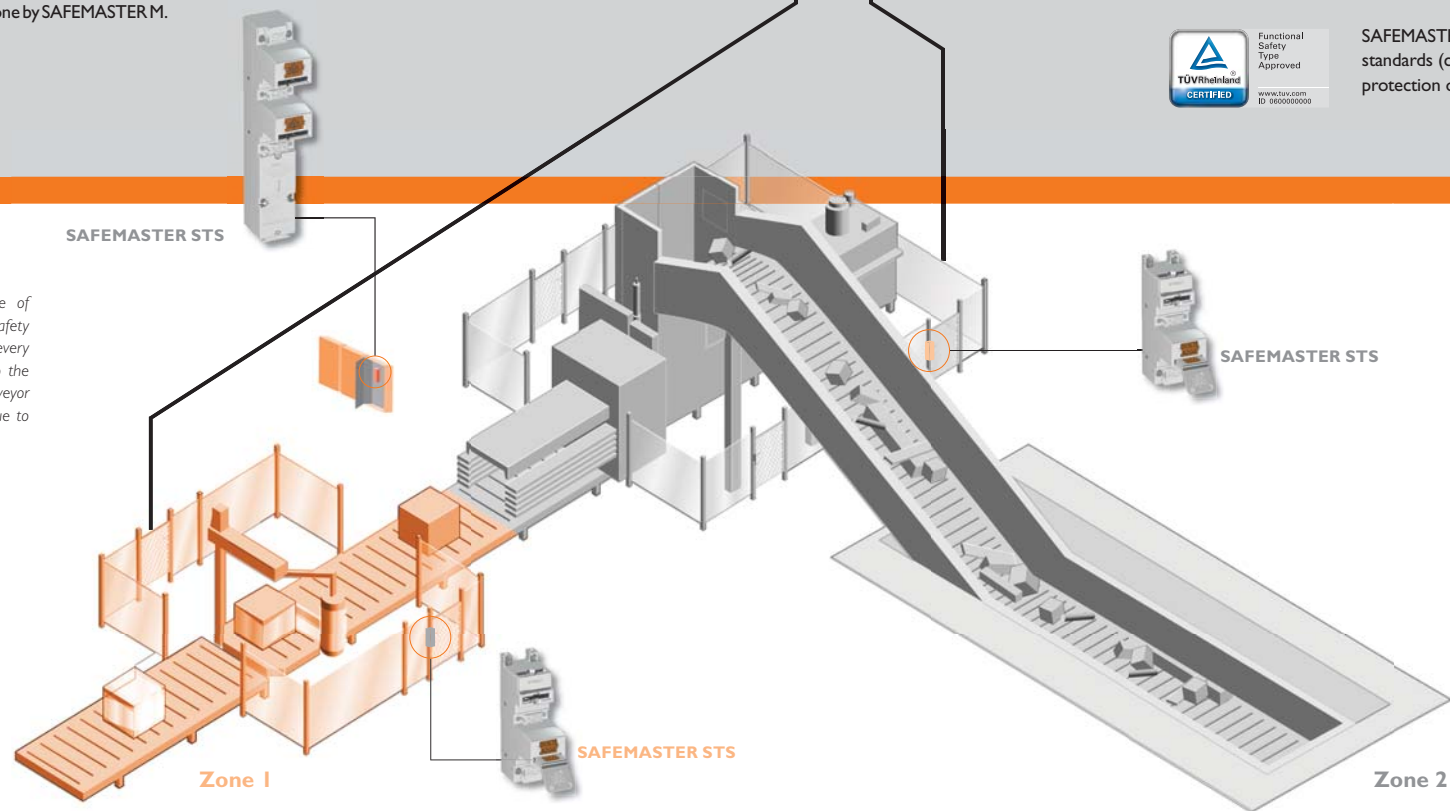 one by SAFEMASTER M.
Functional
Safety
Type
Approved
TÜVRheinland
®
CERTIFIED
www.tuv.com
ID 0600000000
SAFEMASTE
standards (c
protection c
SAFEMASTER STS
e of
afety
every
the
veyor
ue to
SAFEMASTER STS
SAFEMASTER STS
Zone 1
Zone 2